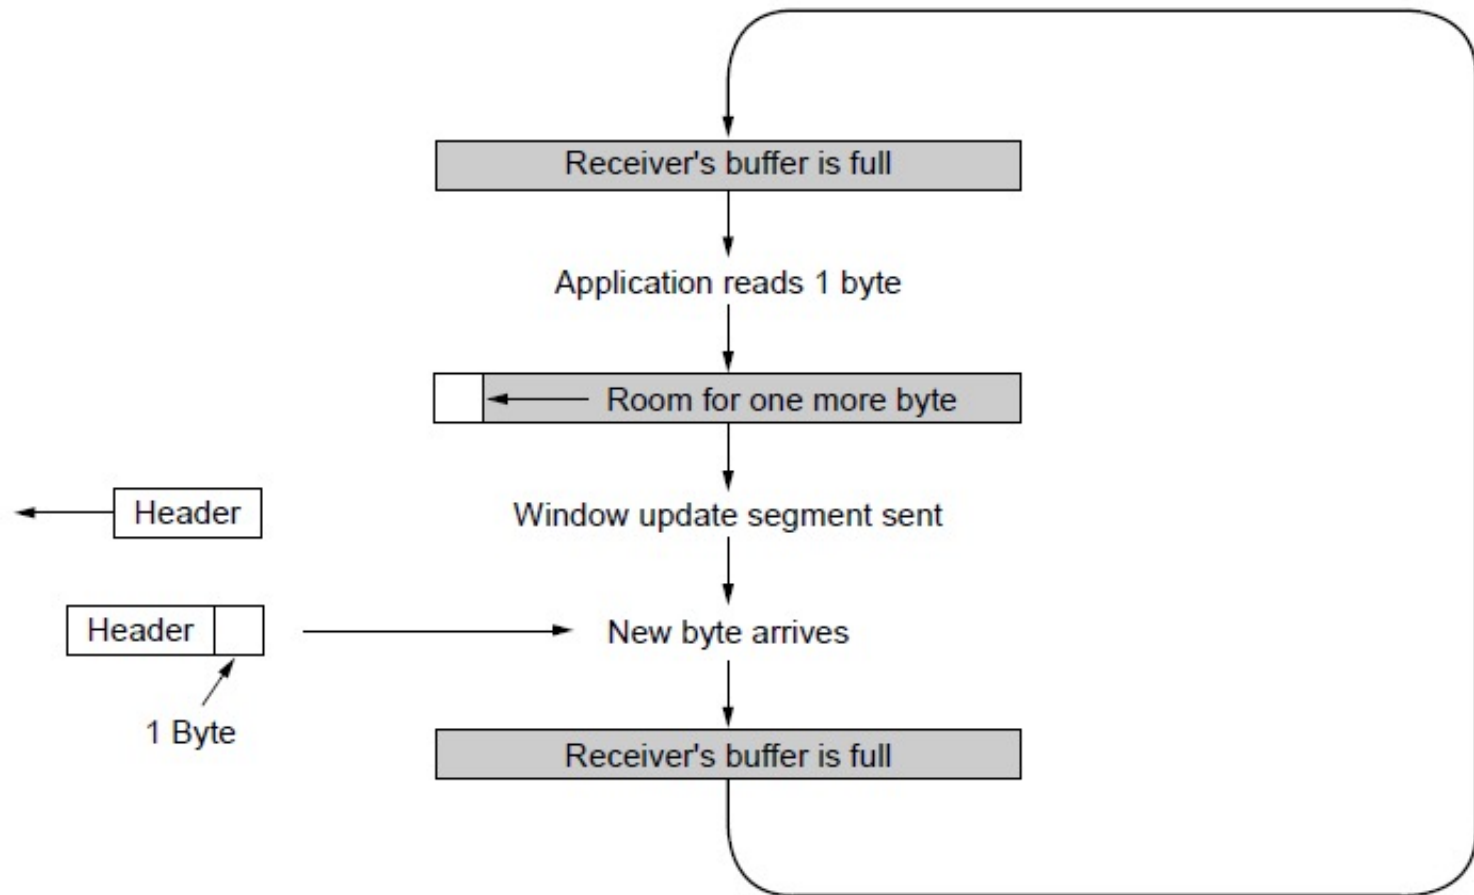 Receiver's buffer is full
Application reads 1 byte
Room for one more byte
Header
Window update segment sent
Header
New byte arrives
1 Byte
Receiver's buffer is full